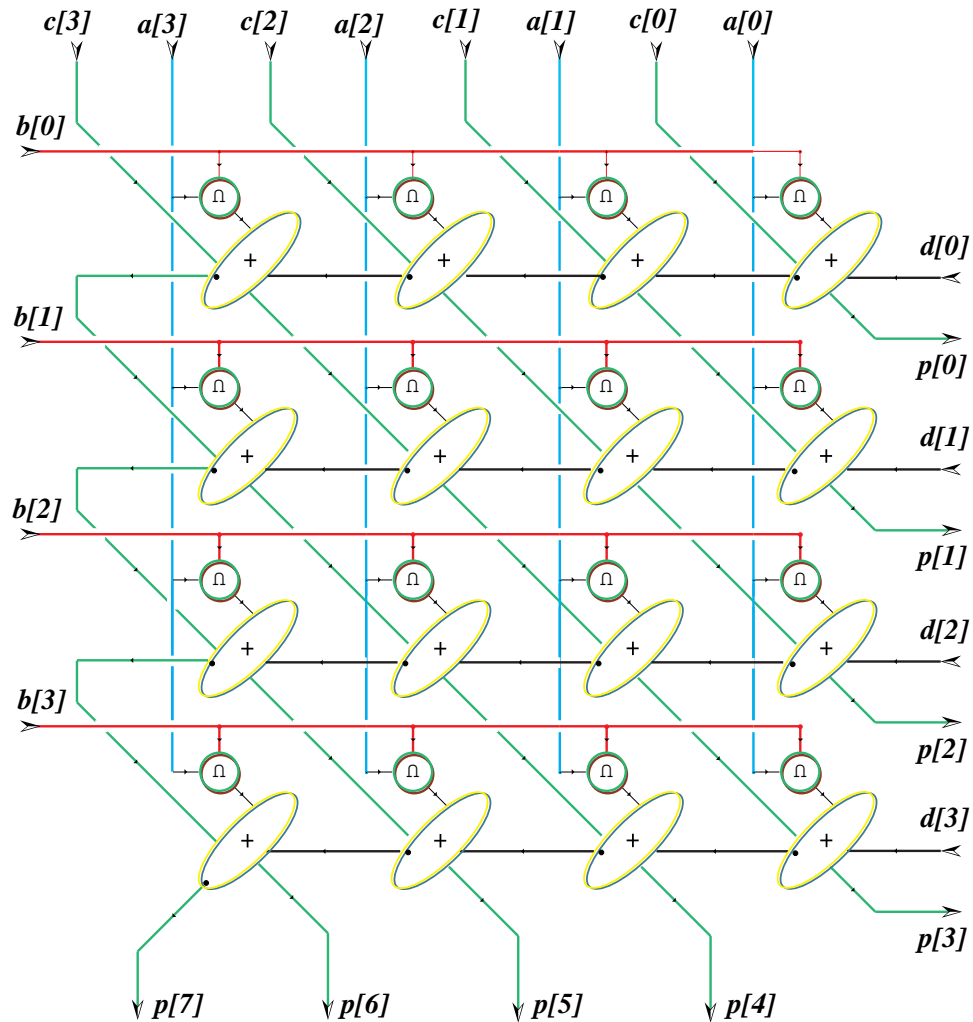 c[3] a[3] c[2] a[2] c[1] a[1] c[0] a[0]
b[0]
Ω Ω Ω Ω
+ + + + d[0]
b[1]
p[0]
Ω Ω Ω Ω
+ + + + d[1]
b[2]
p[1]
Ω Ω Ω Ω
+ + + + d[2]
b[3]
p[2]
Ω Ω Ω Ω
+ + + + d[3]
p[3]
p[7] p[6] p[5] p[4]